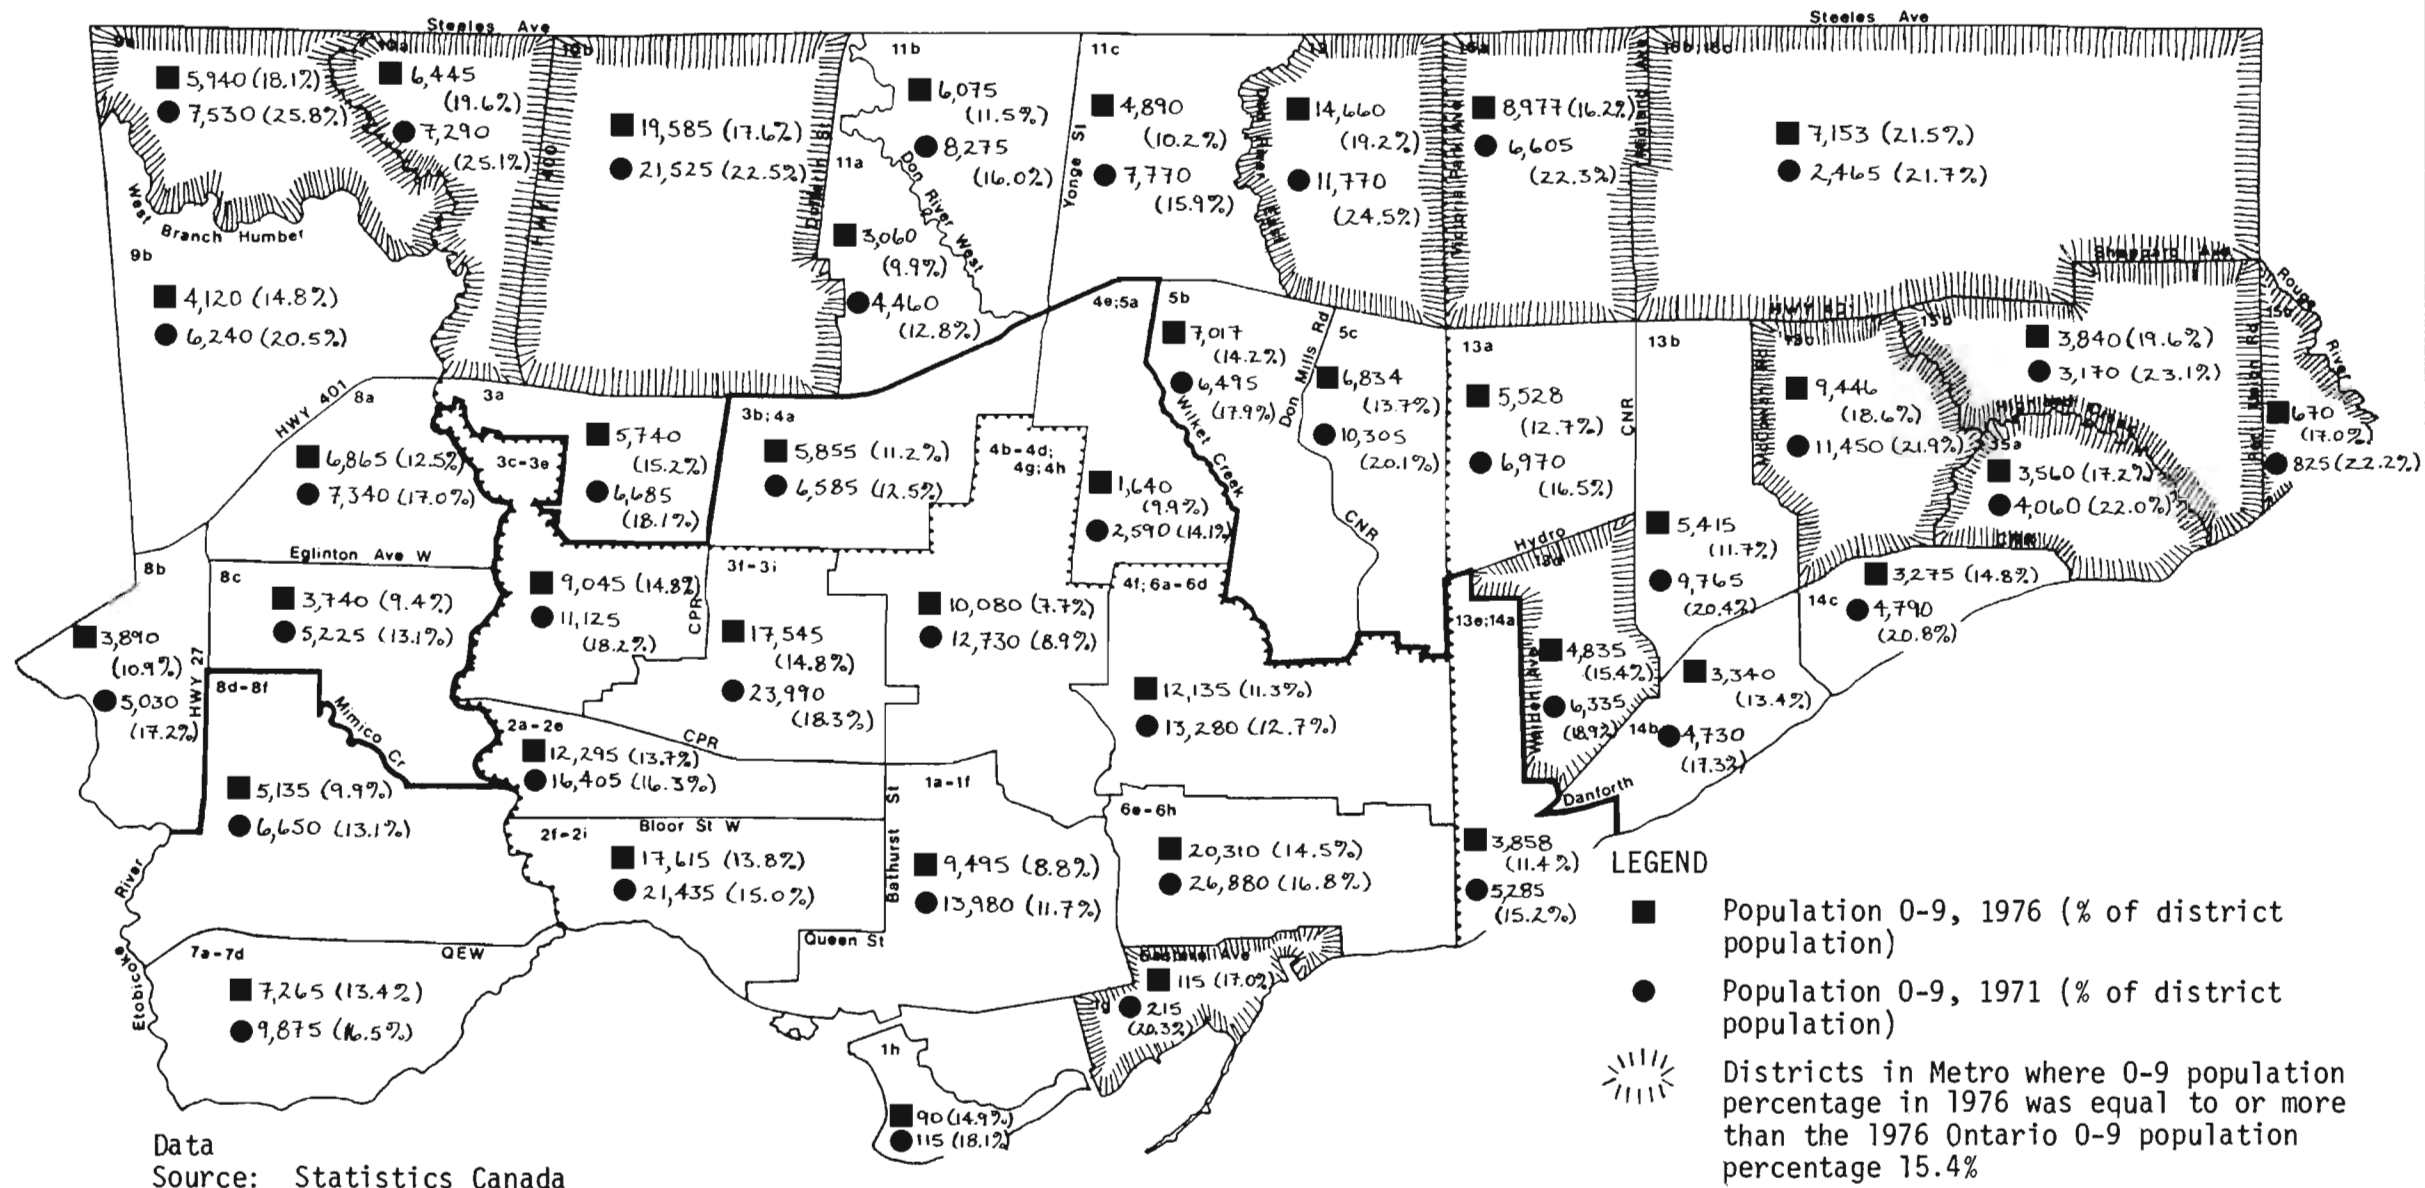 Steeles Ave
Steeles Ave
9a
10a
10b
11b
11c
12
16b;16c
5,940 (18.1%)
7,530 (25.8%)
6,445
(19.6%)
7,290
(25.1%)
HWY 400
19,585 (17.6%)
21,525 (22.5%)
6,075
(11.5%)
8,275
(16.0%)
Don River West
11a
3,060
(9.9%)
4,460
(12.8%)
Yonge St
4,890
(10.2%)
7,770
(15.9%)
14,660
(19.2%)
11,770
(24.5%)
Victoria Park Ave
8,977 (16.2%)
6,605
(22.3%)
Midland Ave
7,153 (21.5%)
2,465 (21.7%)
West
Branch Humber
9b
4,120 (14.8%)
6,240 (20.5%)
Sheppard Ave
HWY 401
Rouge
River
HWY 401
8a
3a
6,865 (12.5%)
7,340 (17.0%)
3c-3e
5,740
(15.2%)
6,685
(18.1%)
3b;4a
5,855 (11.2%)
6,585 (12.5%)
4e;5a
4b-4d;
4g;4h
1,640
(9.9%)
2,590 (14.1%)
5b
7,017
(14.2%)
6,495
(17.9%)
Wilket Creek
Don Mills Rd
5c
6,834
(13.7%)
10,305
(20.1%)
CNR
13a
5,528
(12.7%)
6,970
(16.5%)
Hydro
CNR
13b
5,415
(11.7%)
9,765
(20.4%)
13c
9,446
(18.6%)
11,450 (21.9%)
15b
3,840 (19.6%)
3,170 (23.1%)
Highland Creek
15a
3,560 (17.2%)
4,060 (22.0%)
CNR
670
(17.0%)
825 (22.2%)
Eglinton Ave W
8b
3,890
(10.9%)
5,030
(17.2%)
HWY 27
8c
3,740 (9.4%)
5,225 (13.1%)
9,045 (14.8%)
11,125
(18.2%)
CPR
3f-3i
17,545
(14.8%)
23,990
(18.3%)
10,080 (7.7%)
12,730 (8.9%)
4f;6a-6d
12,135 (11.3%)
13,280 (12.7%)
13e;14a
13d
Warden Ave
4,835
(15.4%)
6,335
(18.9%)
14b
3,340
(13.4%)
4,730
(17.3%)
14c
3,275 (14.8%)
4,790
(20.8%)
Danforth
8d-8f
Mimico Cr
5,135 (9.9%)
6,650 (13.1%)
2a-2e
CPR
12,295 (13.7%)
16,405 (16.3%)
Bloor St W
2f-2i
17,615 (13.8%)
21,435 (15.0%)
Bathurst St
1a-1f
9,495 (8.8%)
13,980 (11.7%)
Queen St
6e-6h
20,310 (14.5%)
26,880 (16.8%)
3,858
(11.4%)
5,285
(15.2%)
Etobicoke River
7a-7d
QEW
7,265 (13.4%)
9,875 (16.5%)
115 (17.0%)
1g
215
(20.3%)
1h
90 (14.9%)
115 (18.1%)
LEGEND
Population 0-9, 1976 (% of district
population)
Population 0-9, 1971 (% of district
population)
Districts in Metro where 0-9 population
percentage in 1976 was equal to or more
than the 1976 Ontario 0-9 population
percentage 15.4%
Data
Source: Statistics Canada